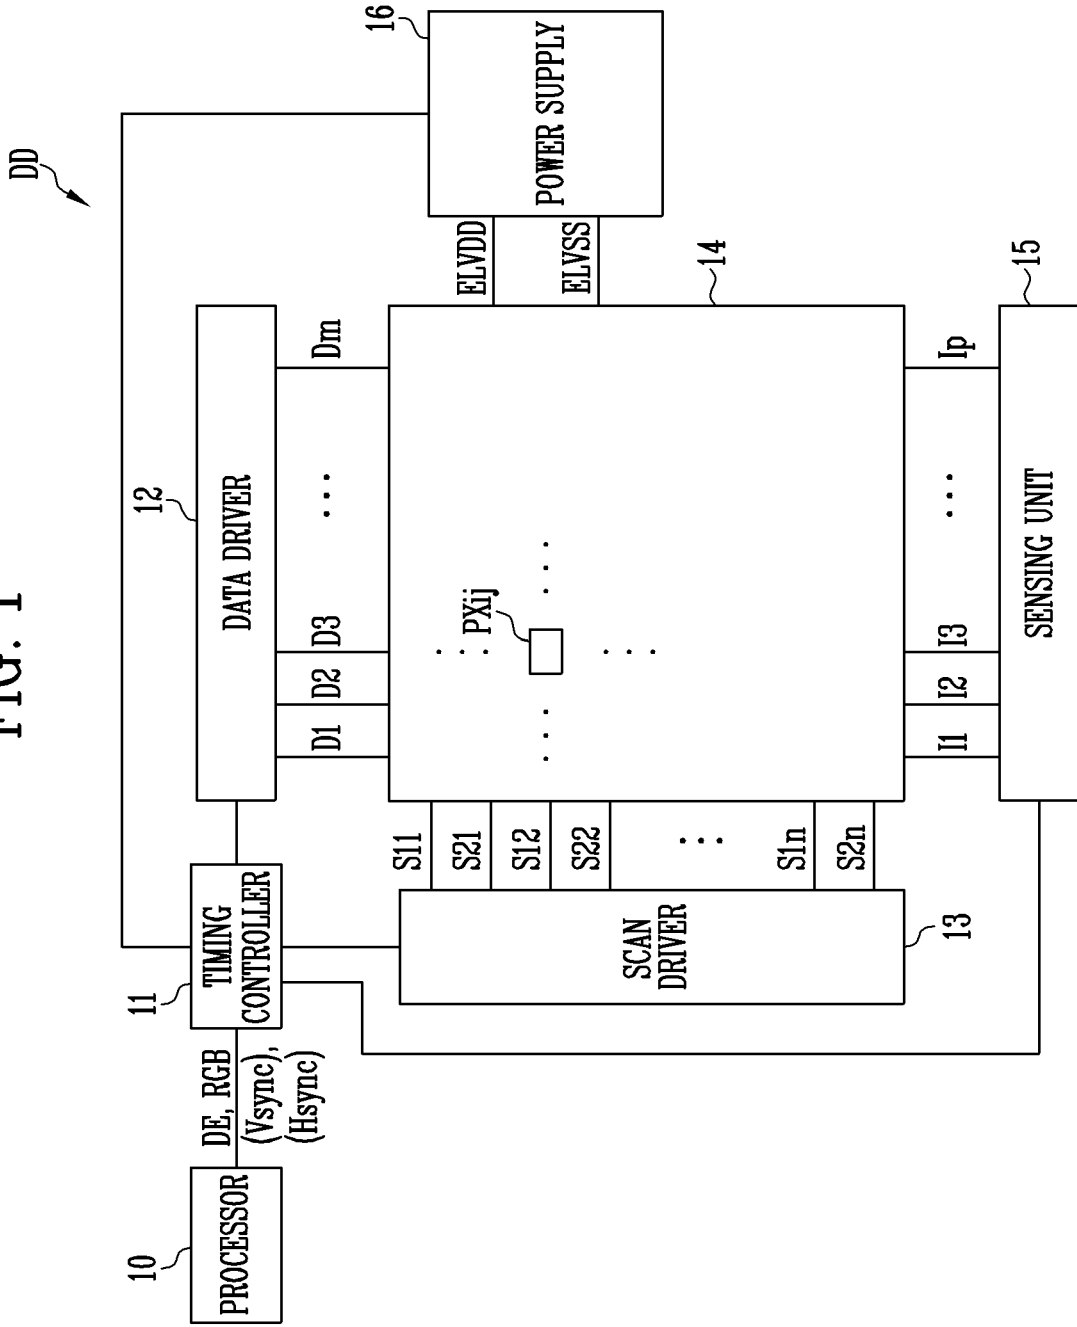 FIG. 1
DD
10
PROCESSOR
DE, RGB
(Vsync),
(Hsync)
11
TIMING
CONTROLLER
12
DATA DRIVER
16
POWER SUPPLY
D1
D2
D3
...
Dm
ELVDD
ELVSS
13
SCAN
DRIVER
S11
S21
S12
S22
...
S1n
S2n
PXij
14
I1
I2
I3
...
Ip
15
SENSING UNIT